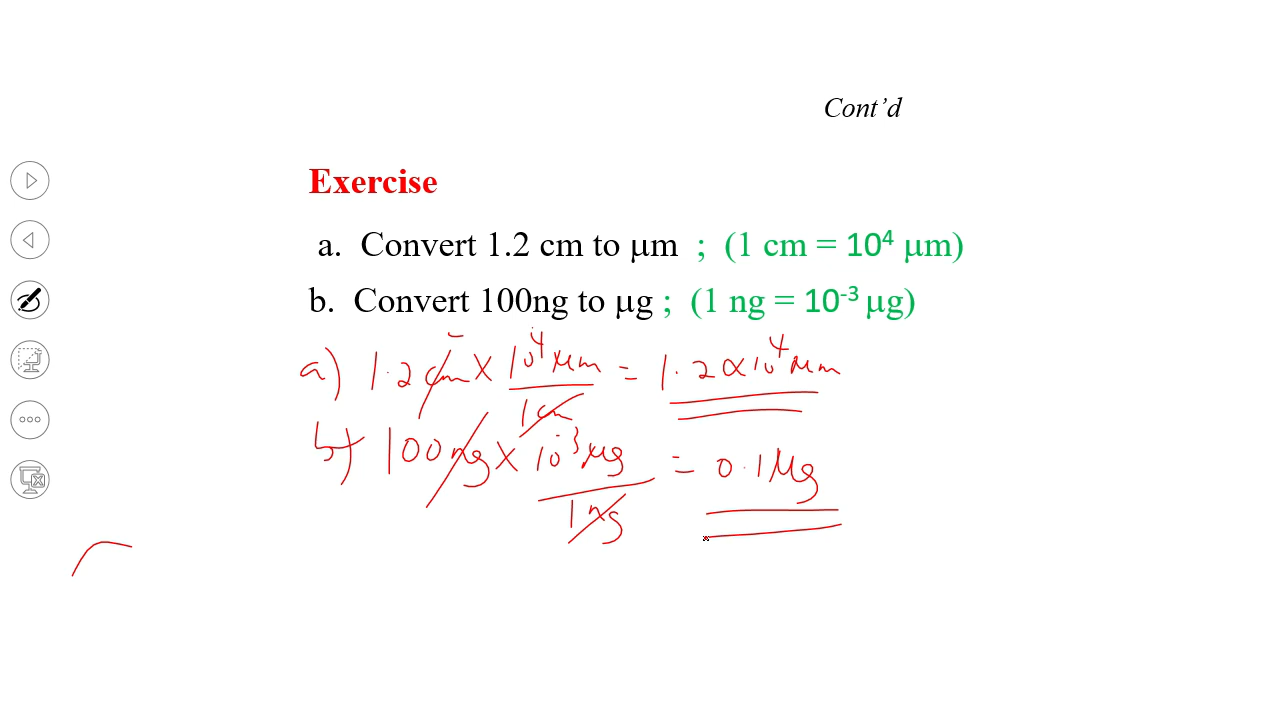 Cont’d
Exercise
a. Convert 1.2 cm to μm ; (1 cm = 10⁴ μm)
b. Convert 100ng to μg ; (1 ng = 10⁻³ μg)
a) 1.2 cm × 10⁴ μm / 1 cm = 1.2 × 10⁴ μm
b) 100 ng × 10⁻³ μg / 1 ng = 0.1 μg